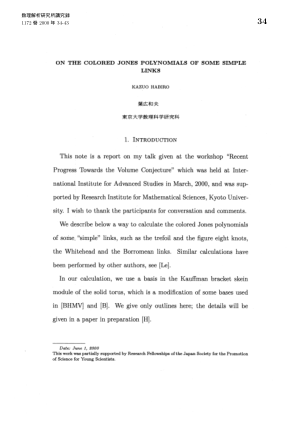 数理解析研究所講究録
1172 巻 2000 年 34-43
34
ON THE COLORED JONES POLYNOMIALS OF SOME SIMPLE
LINKS
KAZUO HABIRO
葉広和夫
東京大学数理科学研究科
1. INTRODUCTION
This note is a report on my talk given at the workshop “Recent
Progress Towards the Volume Conjecture” which was held at Inter-
national Institute for Advanced Studies in March, 2000, and was sup-
ported by Research Institute for Mathematical Sciences, Kyoto Univer-
sity. I wish to thank the participants for conversation and comments.
We describe below a way to calculate the colored Jones polynomials
of some “simple” links, such as the trefoil and the figure eight knots,
the Whitehead and the Borromean links. Similar calculations have
been performed by other authors, see [Le].
In our calculation, we use a basis in the Kauffman bracket skein
module of the solid torus, which is a modification of some bases used
in [BHMV] and [B]. We give only outlines here; the details will be
given in a paper in preparation [H].
Date: June 1, 2000
This work was partially supported by Research Fellowships of the Japan Society for the Promotion
of Science for Young Scientists.